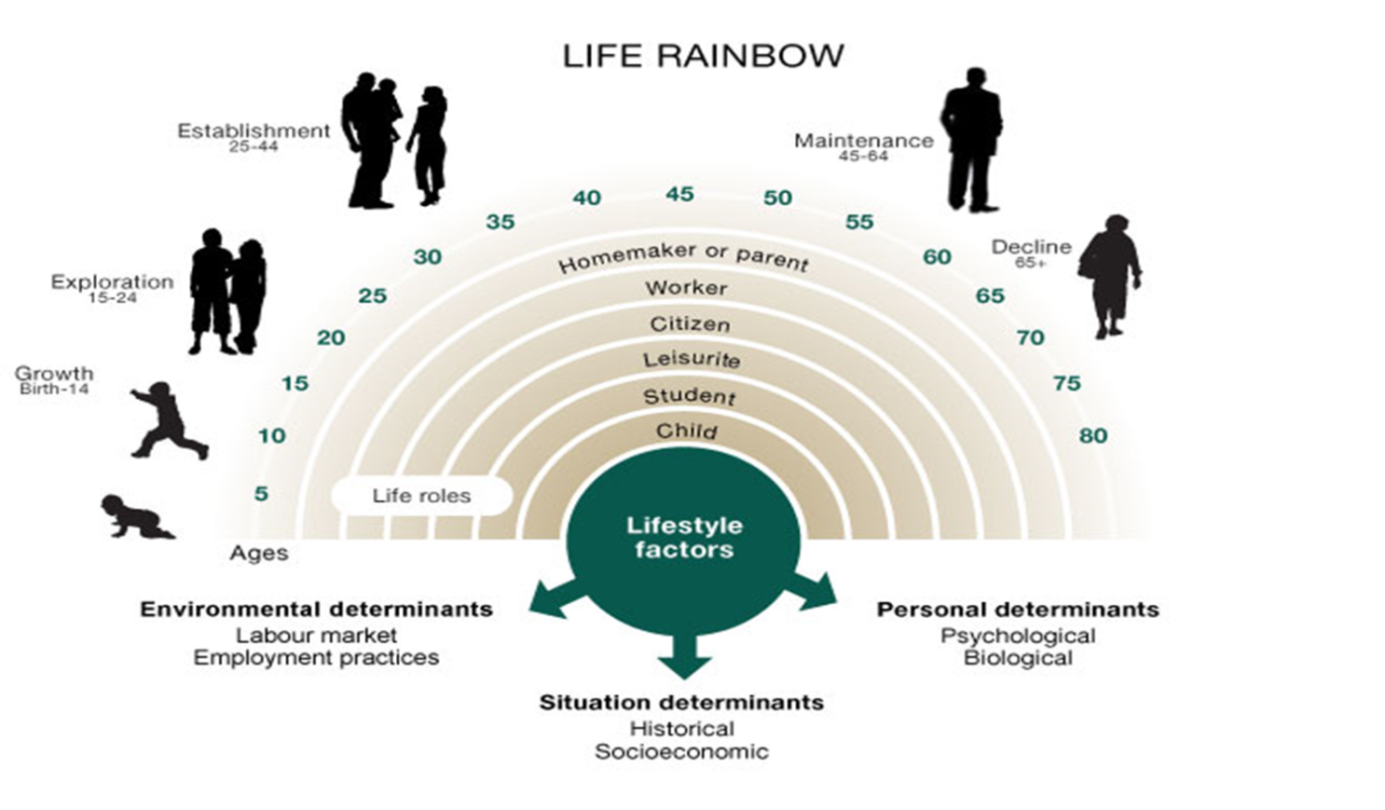 LIFE RAINBOW
Establishment
25-44
Maintenance
45-64
Exploration
15-24
Decline
65+
Growth
Birth-14
5
10
15
20
25
30
35
40
45
50
55
60
65
70
75
80
Homemaker or parent
Worker
Citizen
Leisurite
Student
Child
Life roles
Ages
Lifestyle
factors
Environmental determinants
Labour market
Employment practices
Personal determinants
Psychological
Biological
Situation determinants
Historical
Socioeconomic